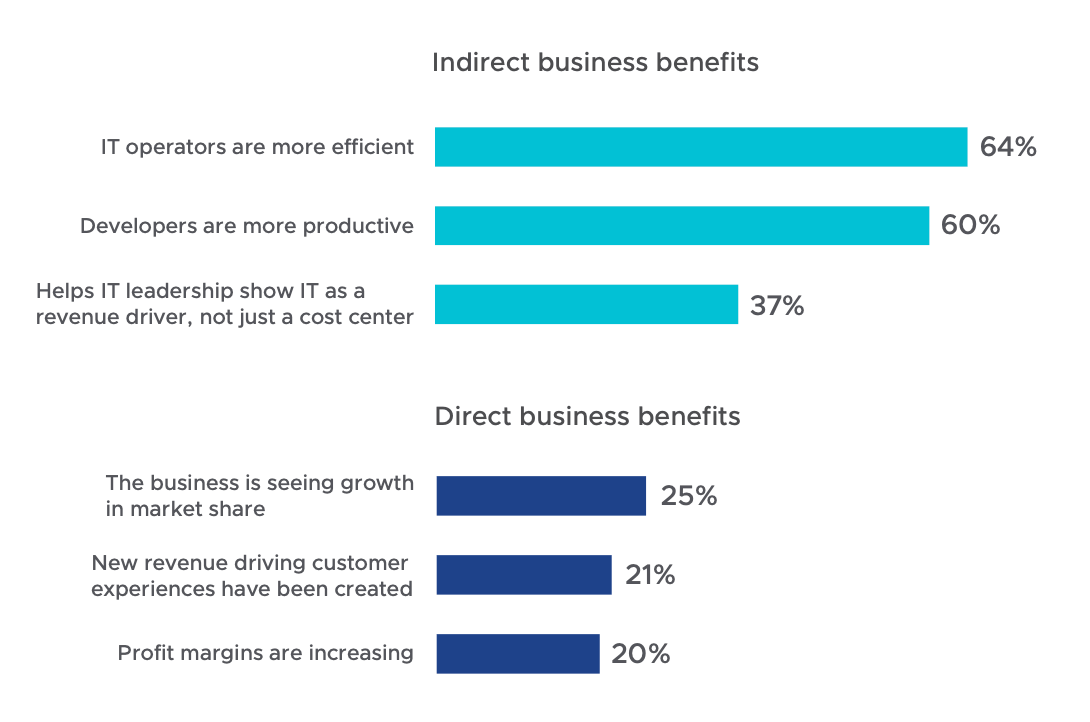 Indirect business benefits
IT operators are more efficient
64%
Developers are more productive
60%
Helps IT leadership show IT as a
revenue driver, not just a cost center
37%
Direct business benefits
The business is seeing growth
in market share
25%
New revenue driving customer
experiences have been created
21%
Profit margins are increasing
20%